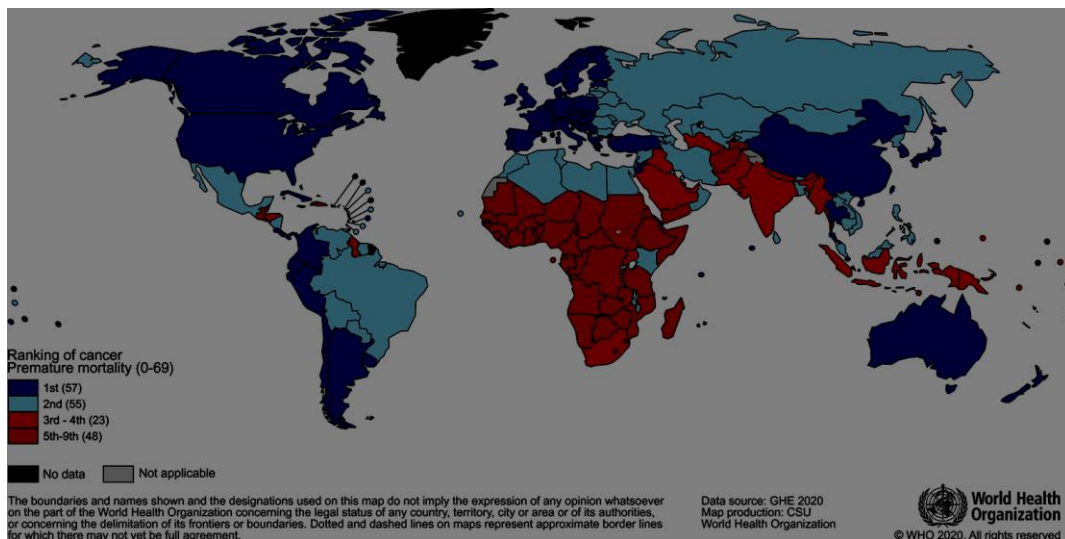 Ranking of cancer
Premature mortality (0-69)
1st (57)
2nd (55)
3rd - 4th (23)
5th-9th (48)
No data
Not applicable
The boundaries and names shown and the designations used on this map do not imply the expression of any opinion whatsoever
on the part of the World Health Organization concerning the legal status of any country, territory, city or area or of its authorities,
or concerning the delimitation of its frontiers or boundaries. Dotted and dashed lines on maps represent approximate border lines
for which there may not yet be full agreement.
Data source: GHE 2020
Map production: CSU
World Health Organization
World Health
Organization
© WHO 2020. All rights reserved